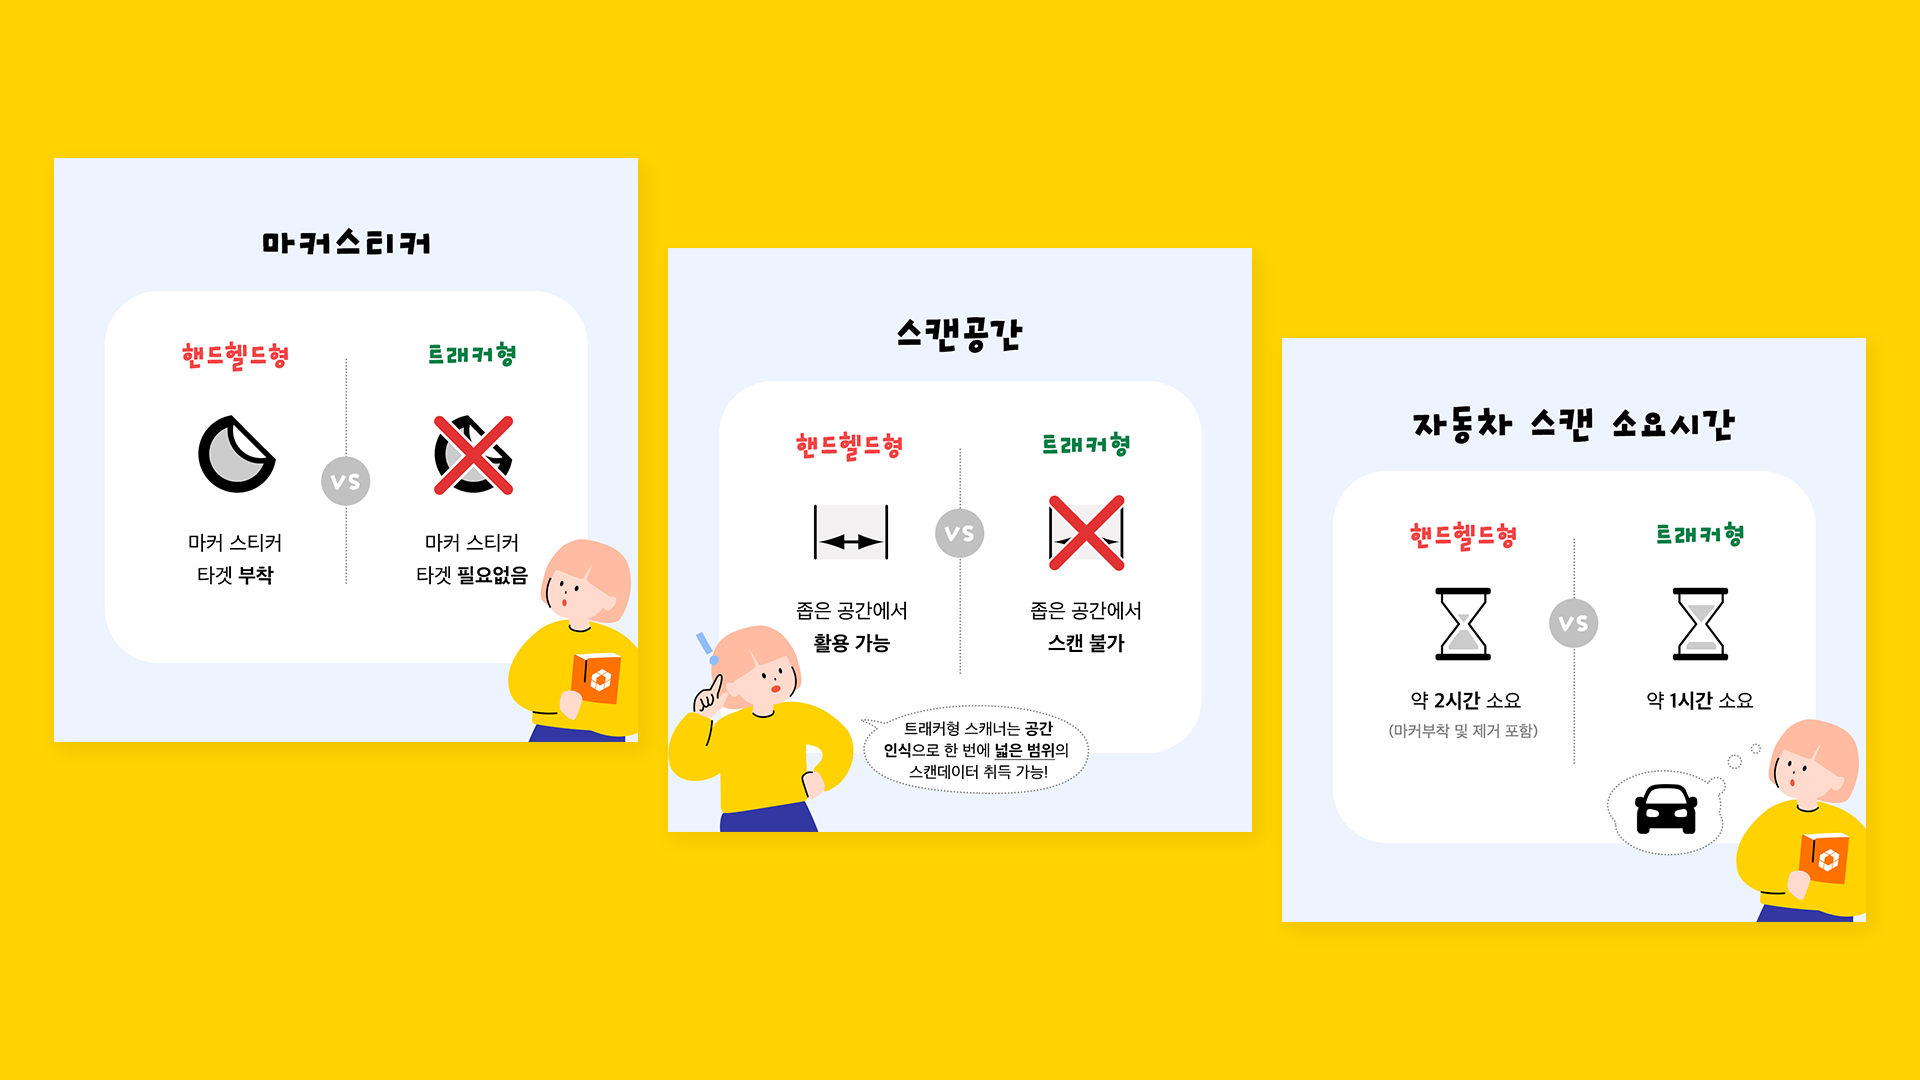 마커스티커
핸드헬드형
트래커형
VS
마커 스티커
타겟 부착
마커 스티커
타겟 필요없음
스캔공간
핸드헬드형
트래커형
VS
좁은 공간에서
활용 가능
좁은 공간에서
스캔 불가
트래커형 스캐너는 공간
인식으로 한 번에 넓은 범위의
스캔데이터 취득 가능!
자동차 스캔 소요시간
핸드헬드형
트래커형
VS
약 2시간 소요
(마커부착 및 제거 포함)
약 1시간 소요